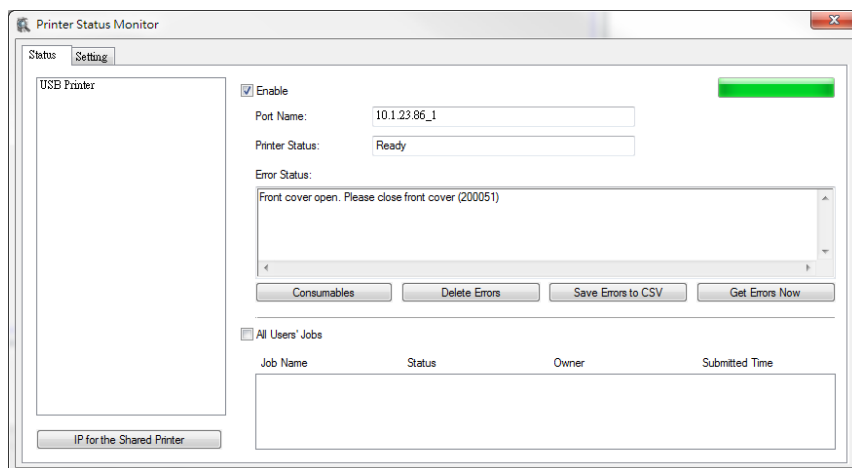 Printer Status Monitor
Status Setting
USB Printer
Enable
Port Name: 10.1.23.86_1
Printer Status: Ready
Error Status:
Front cover open. Please close front cover (200051)
Consumables Delete Errors Save Errors to CSV Get Errors Now
All Users' Jobs
Job Name Status Owner Submitted Time
IP for the Shared Printer